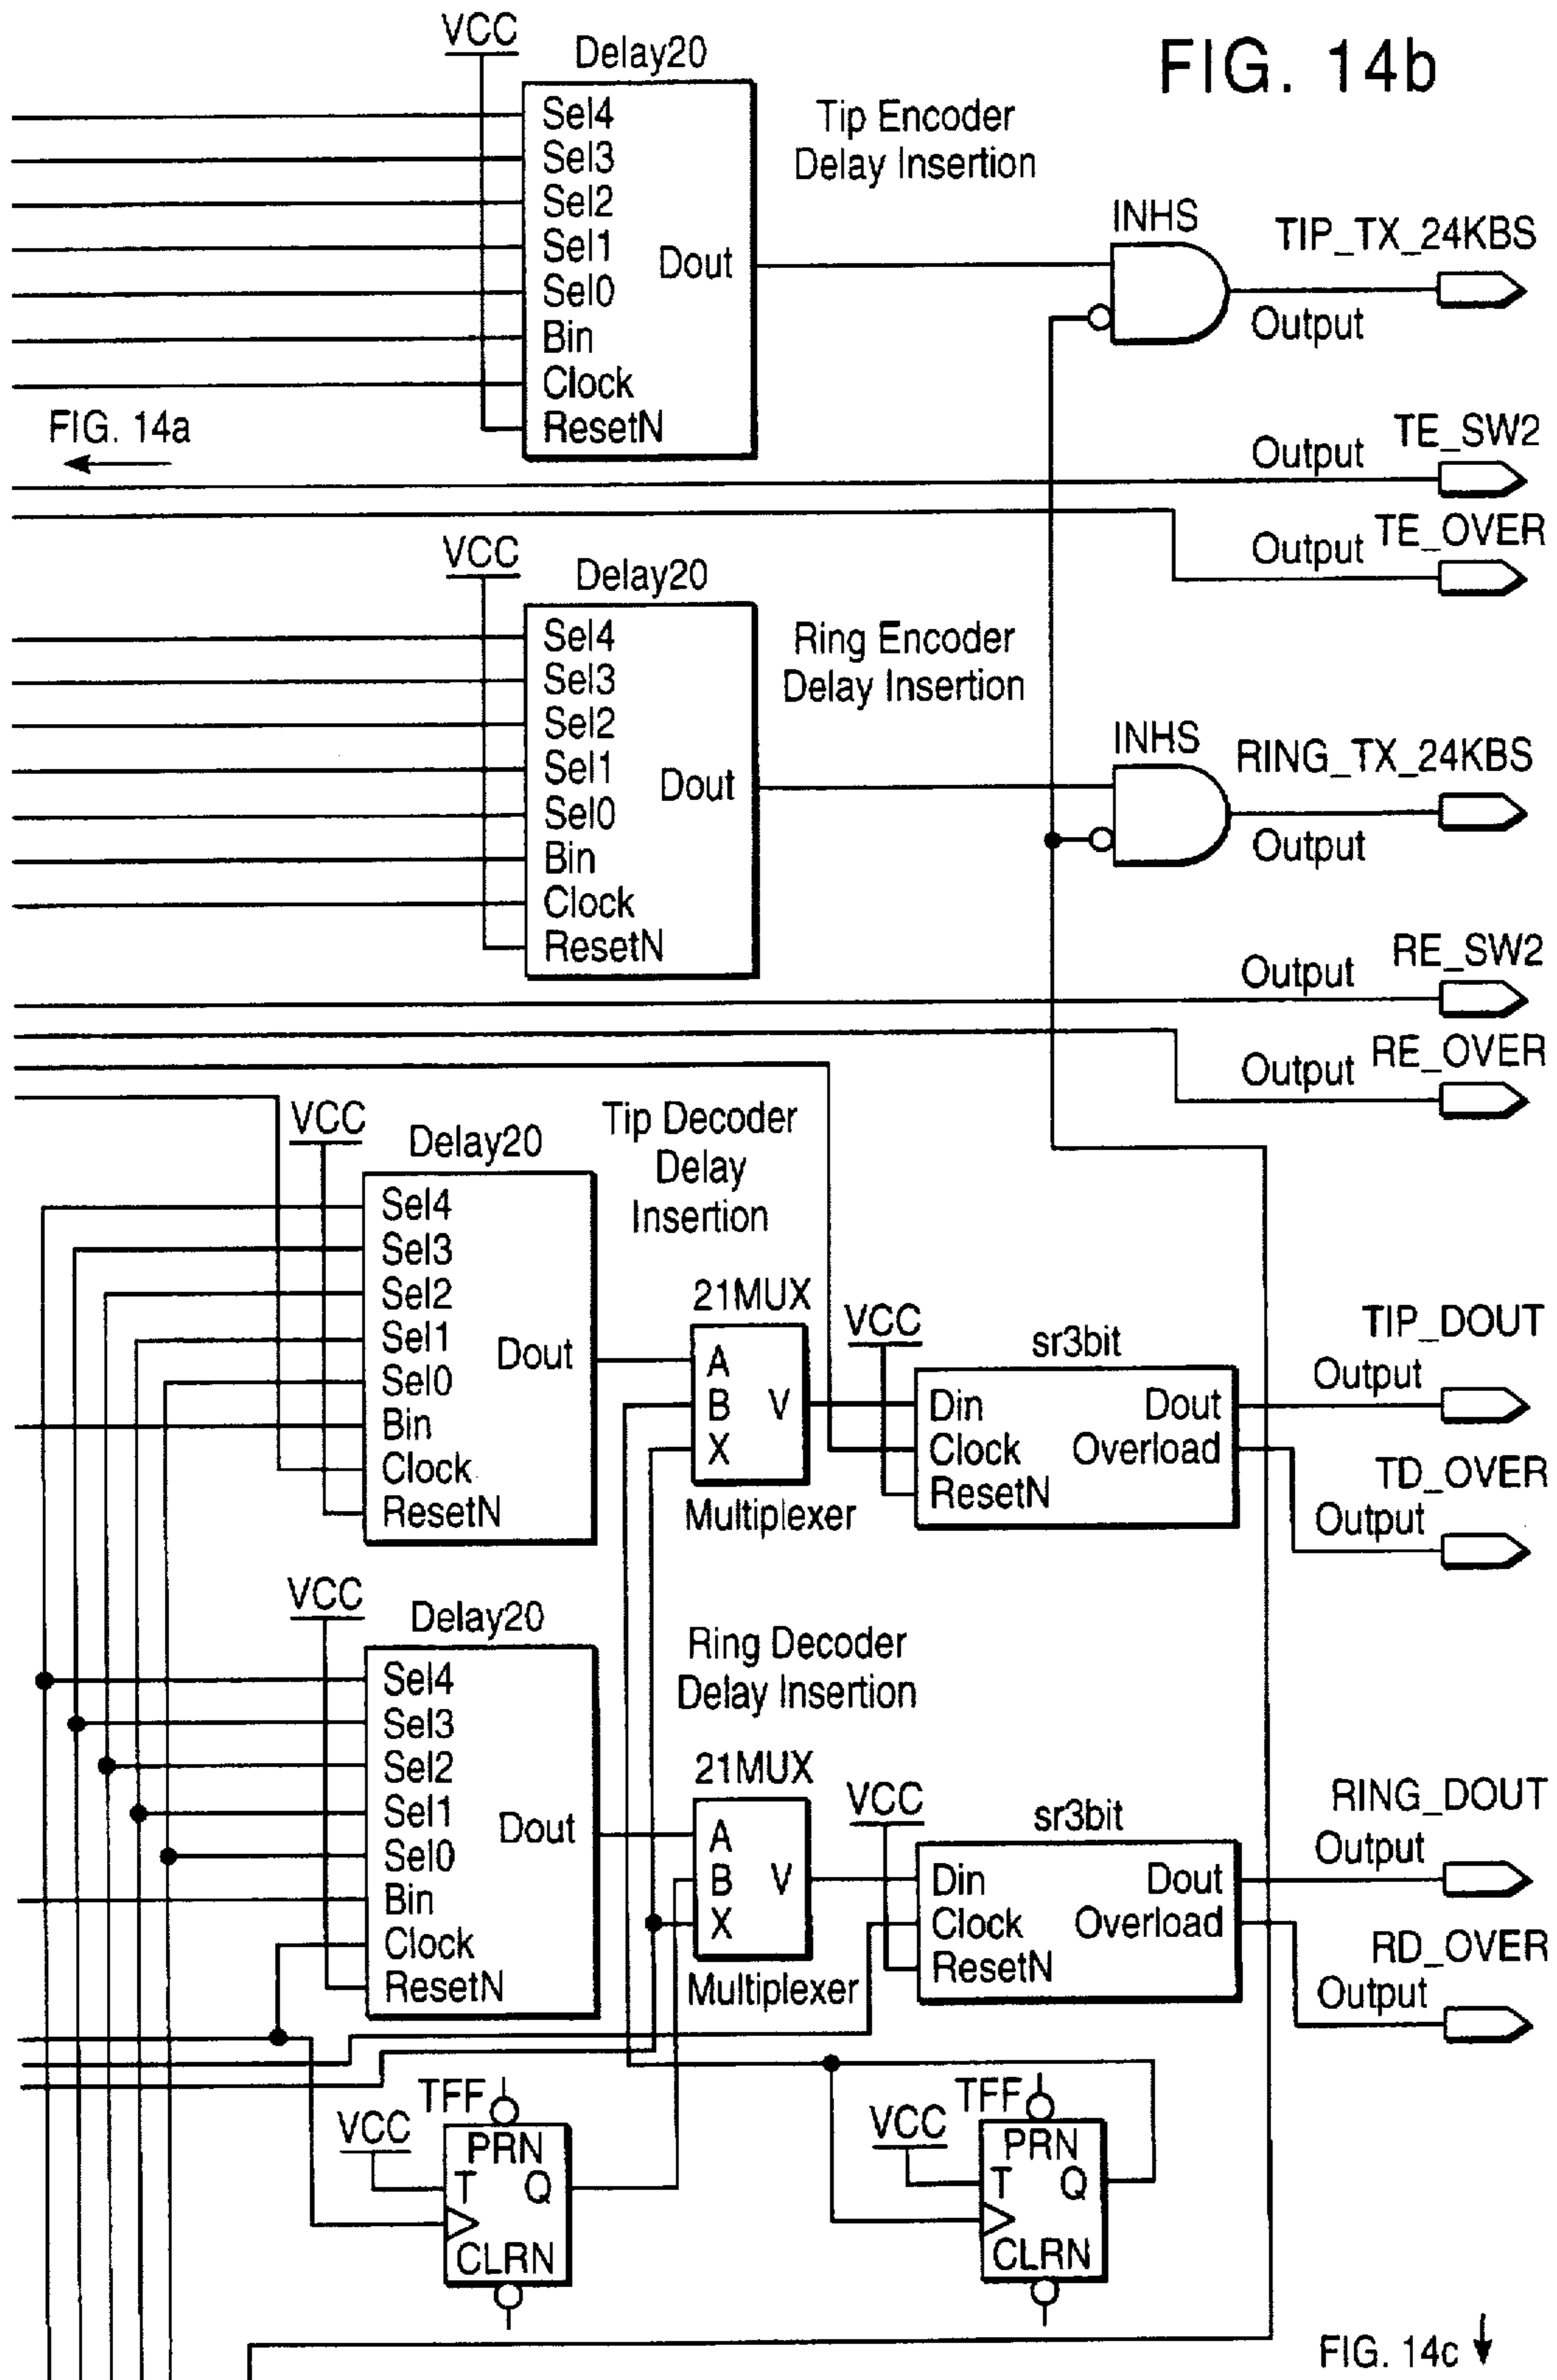 FIG. 14b
VCC
Delay20
Sel4
Sel3
Sel2
Sel1
Sel0
Bin
Clock
ResetN
Dout
Tip Encoder
Delay Insertion
INHS
TIP_TX_24KBS
Output
FIG. 14a
TE_SW2
Output
TE_OVER
Output
VCC
Delay20
Sel4
Sel3
Sel2
Sel1
Sel0
Bin
Clock
ResetN
Dout
Ring Encoder
Delay Insertion
INHS
RING_TX_24KBS
Output
RE_SW2
Output
RE_OVER
Output
VCC
Delay20
Sel4
Sel3
Sel2
Sel1
Sel0
Bin
Clock
ResetN
Dout
Tip Decoder
Delay
Insertion
21MUX
A
B
X
V
Multiplexer
VCC
sr3bit
Din
Clock
ResetN
Dout
Overload
TIP_DOUT
Output
TD_OVER
Output
VCC
Delay20
Sel4
Sel3
Sel2
Sel1
Sel0
Bin
Clock
ResetN
Dout
Ring Decoder
Delay Insertion
21MUX
A
B
X
V
Multiplexer
VCC
sr3bit
Din
Clock
ResetN
Dout
Overload
RING_DOUT
Output
RD_OVER
Output
TFF
VCC
PRN
T
Q
CLRN
TFF
VCC
PRN
T
Q
CLRN
FIG. 14c